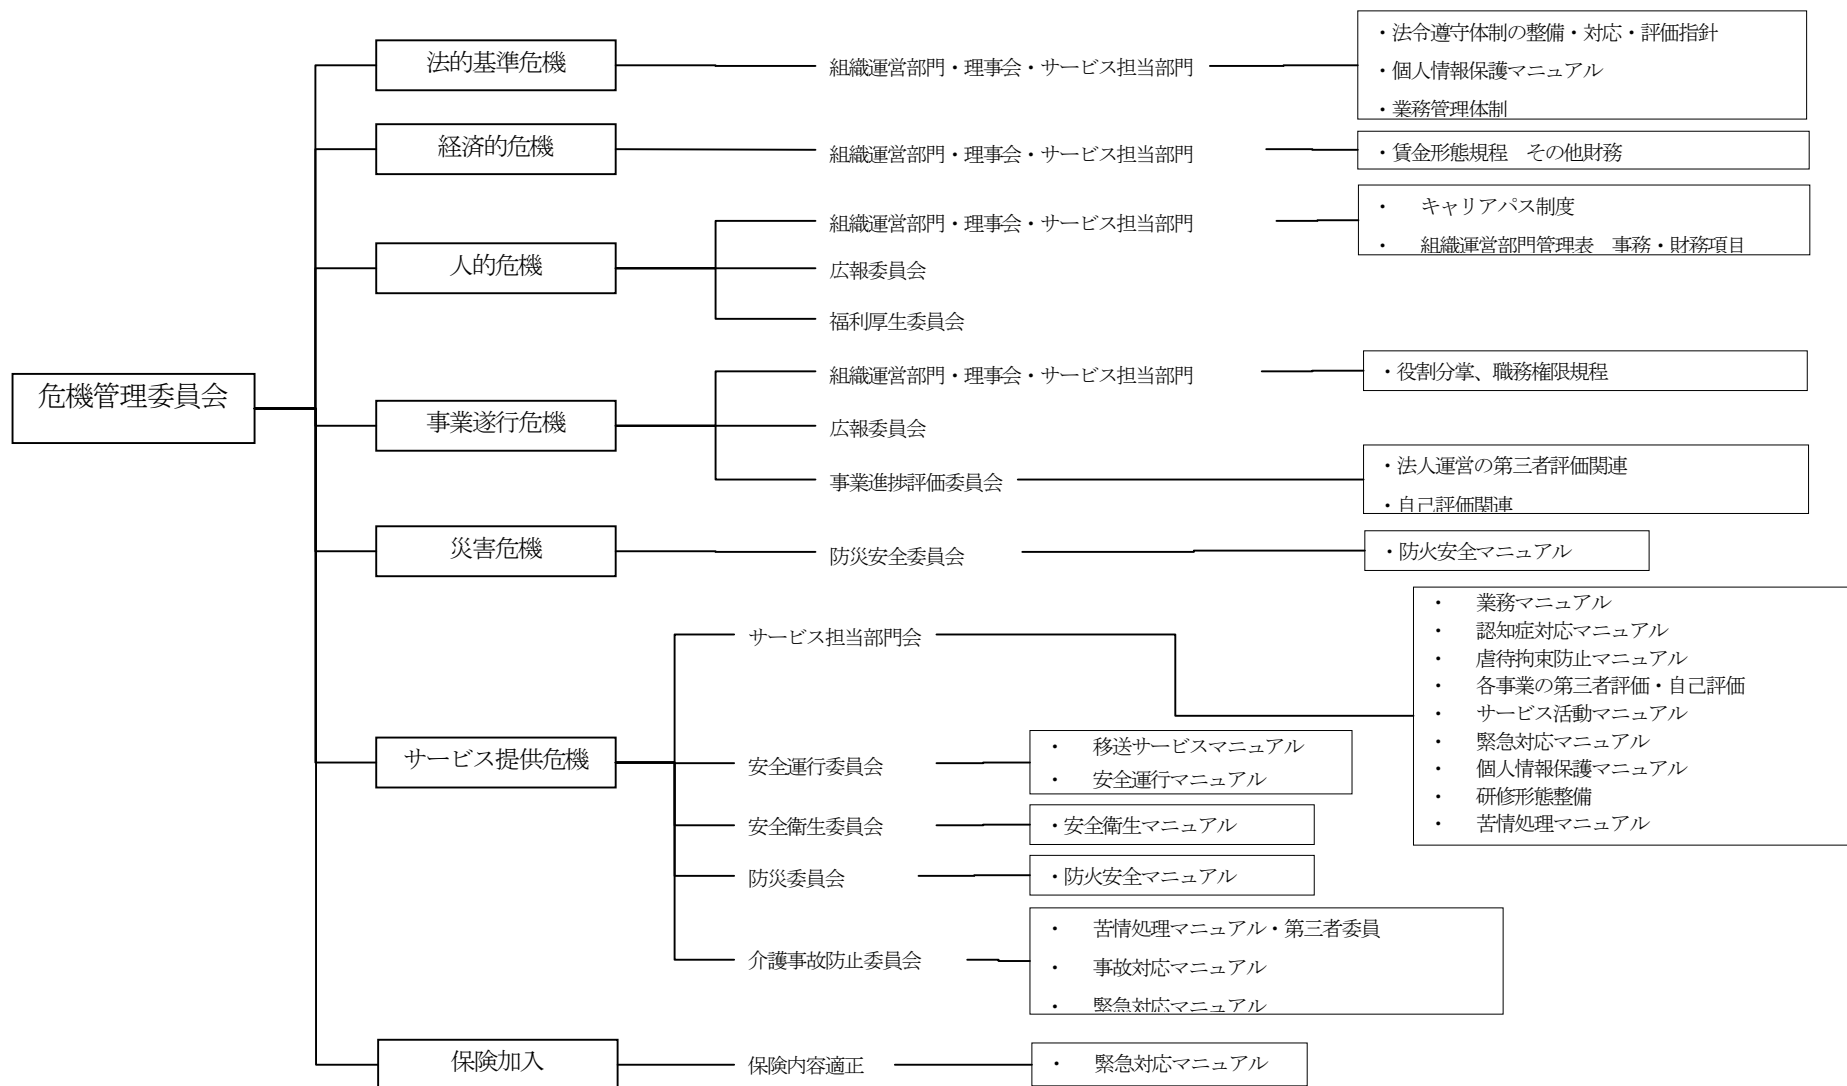 法的基準危機
組織運営部門・理事会・サービス担当部門
・法令遵守体制の整備・対応・評価指針
・個人情報保護マニュアル
・業務管理体制
経済的危機
組織運営部門・理事会・サービス担当部門
・賃金形態規程　その他財務
人的危機
組織運営部門・理事会・サービス担当部門
・　キャリアパス制度
・　組織運営部門管理表　事務・財務項目
広報委員会
福利厚生委員会
危機管理委員会
事業遂行危機
組織運営部門・理事会・サービス担当部門
・役割分掌、職務権限規程
広報委員会
事業進捗評価委員会
・法人運営の第三者評価関連
・自己評価関連
災害危機
防災安全委員会
・防火安全マニュアル
サービス提供危機
サービス担当部門会
・　業務マニュアル
・　認知症対応マニュアル
・　虐待拘束防止マニュアル
・　各事業の第三者評価・自己評価
・　サービス活動マニュアル
・　緊急対応マニュアル
・　個人情報保護マニュアル
・　研修形態整備
・　苦情処理マニュアル
安全運行委員会
・　移送サービスマニュアル
・　安全運行マニュアル
安全衛生委員会
・安全衛生マニュアル
防災委員会
・防火安全マニュアル
介護事故防止委員会
・　苦情処理マニュアル・第三者委員
・　事故対応マニュアル
・　緊急対応マニュアル
保険加入
保険内容適正
・　緊急対応マニュアル